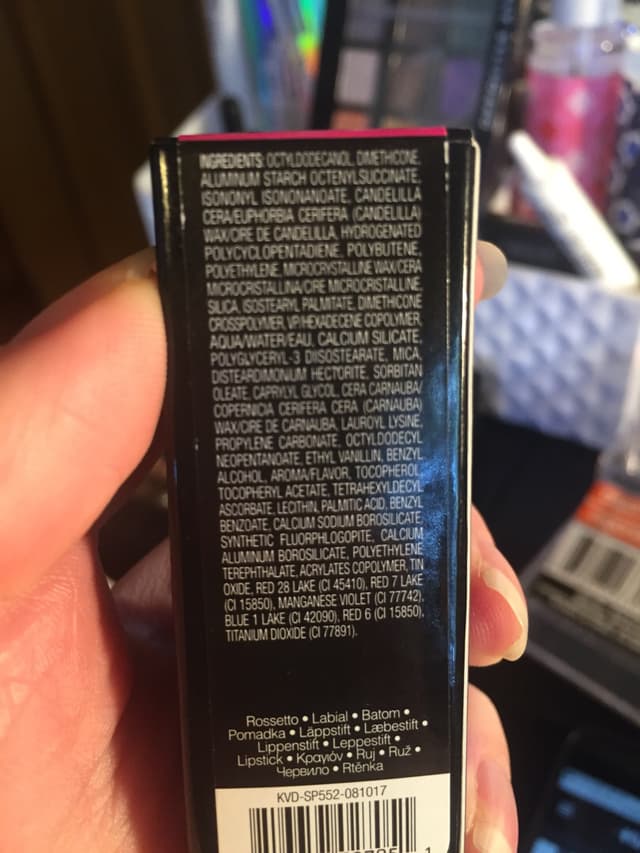 INGREDIENTS: OCTYLDODECANOL, DIMETHICONE,
ALUMINUM STARCH OCTENYLSUCCINATE,
ISONONYL ISONONANOATE, CANDELILLA
CERA/EUPHORBIA CERIFERA (CANDELILLA)
WAX/CIRE DE CANDELILLA, HYDROGENATED
POLYCYCLOPENTADIENE, POLYBUTENE,
POLYETHYLENE, MICROCRYSTALLINE WAX/CERA
MICROCRISTALLINA/CIRE MICROCRISTALLINE,
SILICA, ISOSTEARYL PALMITATE, DIMETHICONE
CROSSPOLYMER, VP/HEXADECENE COPOLYMER,
AQUA/WATER/EAU, CALCIUM SILICATE,
POLYGLYCERYL-3 DIISOSTEARATE, MICA,
DISTEARDIMONIUM HECTORITE, SORBITAN
OLEATE, CAPRYLYL GLYCOL, CERA CARNAUBA/
COPERNICIA CERIFERA CERA (CARNAUBA)
WAX/CIRE DE CARNAUBA, LAUROYL LYSINE,
PROPYLENE CARBONATE, OCTYLDODECYL
NEOPENTANOATE, ETHYL VANILLIN, BENZYL
ALCOHOL, AROMA/FLAVOR, TOCOPHEROL,
TOCOPHERYL ACETATE, TETRAHEXYLDECYL
ASCORBATE, LECITHIN, PALMITIC ACID, BENZYL
BENZOATE, CALCIUM SODIUM BOROSILICATE,
SYNTHETIC FLUORPHLOGOPITE, CALCIUM
ALUMINUM BOROSILICATE, POLYETHYLENE
TEREPHTHALATE, ACRYLATES COPOLYMER, TIN
OXIDE, RED 28 LAKE (CI 45410), RED 7 LAKE
(CI 15850), MANGANESE VIOLET (CI 77742),
BLUE 1 LAKE (CI 42090), RED 6 (CI 15850),
TITANIUM DIOXIDE (CI 77891).
Rossetto • Labial • Batom •
Pomadka • Läppstift • Læbestift •
Lippenstift • Leppestift •
Lipstick • Κραγιόν • Ruj • Ruž •
Червило • Rtěnka
KVD-SP552-081017